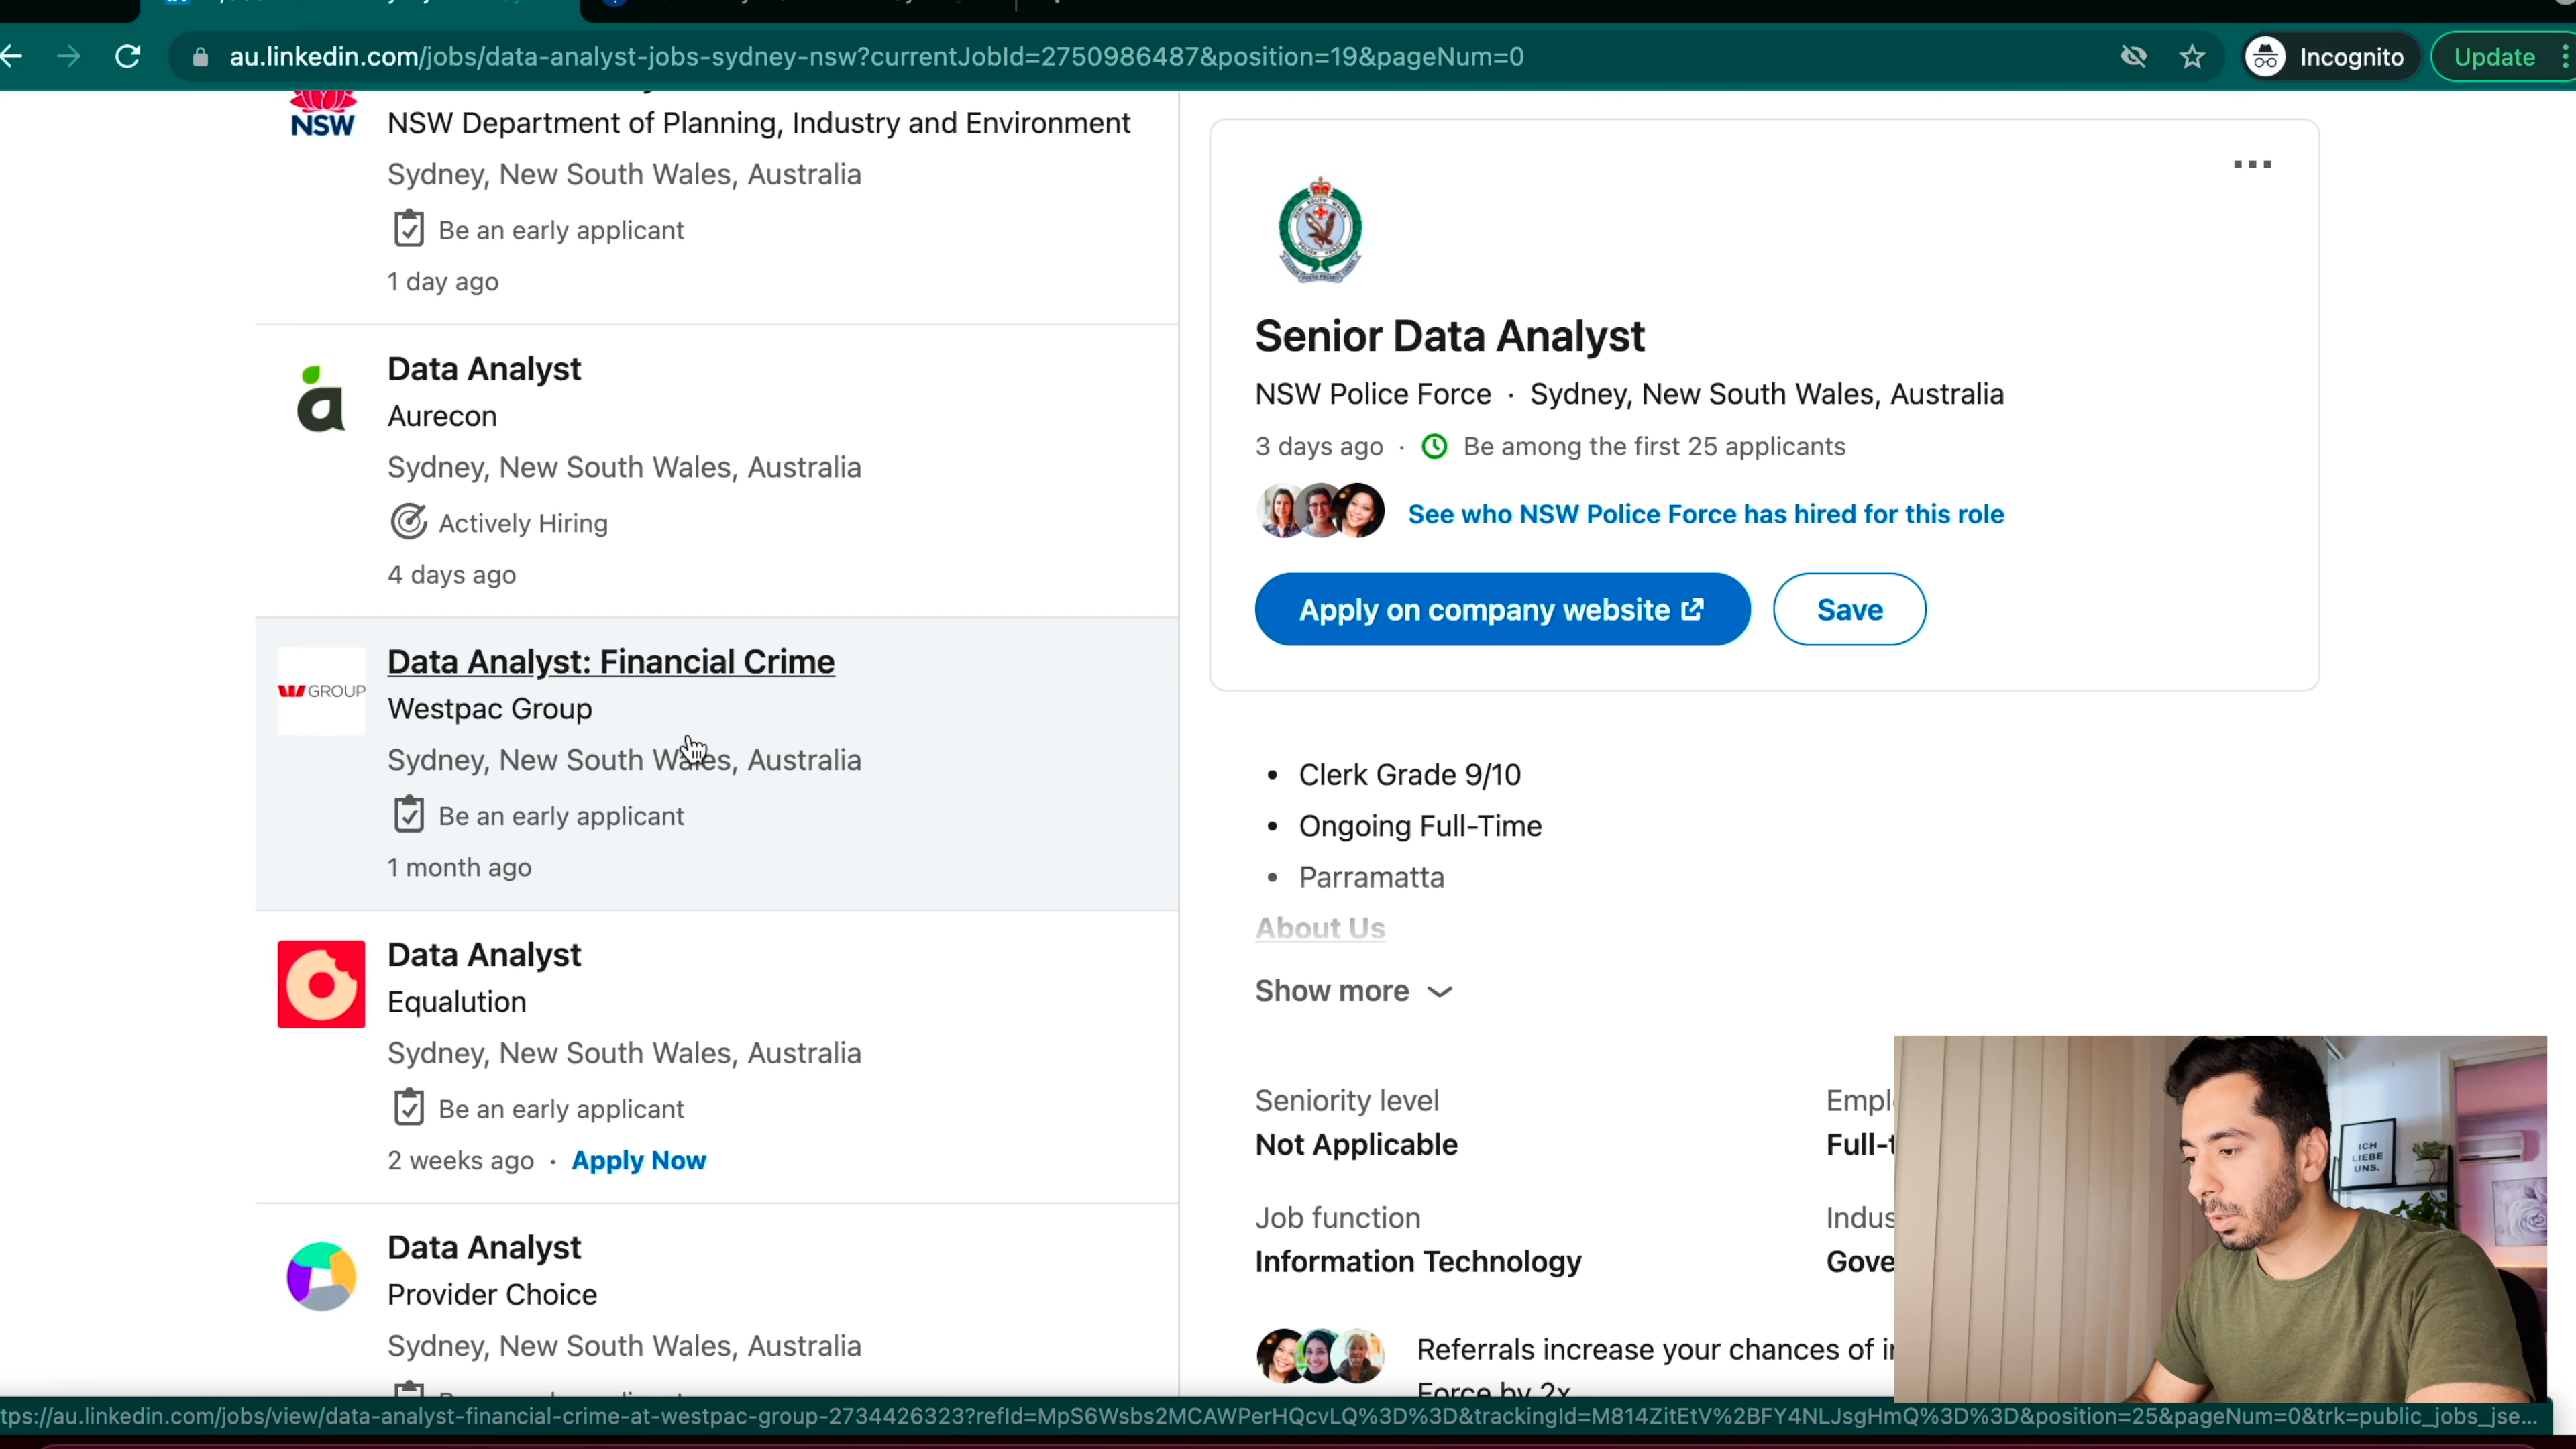 au.linkedin.com/jobs/data-analyst-jobs-sydney-nsw?currentJobId=2750986487&position=19&pageNum=0
Incognito
Update
NSW
NSW Department of Planning, Industry and Environment
Sydney, New South Wales, Australia
Be an early applicant
1 day ago
Data Analyst
Aurecon
Sydney, New South Wales, Australia
Actively Hiring
4 days ago
GROUP
Data Analyst: Financial Crime
Westpac Group
Sydney, New South Wales, Australia
Be an early applicant
1 month ago
Data Analyst
Equalution
Sydney, New South Wales, Australia
Be an early applicant
2 weeks ago · Apply Now
Data Analyst
Provider Choice
Sydney, New South Wales, Australia
Senior Data Analyst
NSW Police Force · Sydney, New South Wales, Australia
3 days ago · Be among the first 25 applicants
See who NSW Police Force has hired for this role
Apply on company website
Save
• Clerk Grade 9/10
• Ongoing Full-Time
• Parramatta
About Us
Show more
Seniority level
Not Applicable
Empl
Full-t
Job function
Information Technology
Indus
Gove
Referrals increase your chances of i
Force by 2x
ICH
LIEBE
UNS.
tps://au.linkedin.com/jobs/view/data-analyst-financial-crime-at-westpac-group-2734426323?refId=MpS6Wsbs2MCAWPerHQcvLQ%3D%3D&trackingId=M814ZitEtV%2BFY4NLJsgHmQ%3D%3D&position=25&pageNum=0&trk=public_jobs_jse...